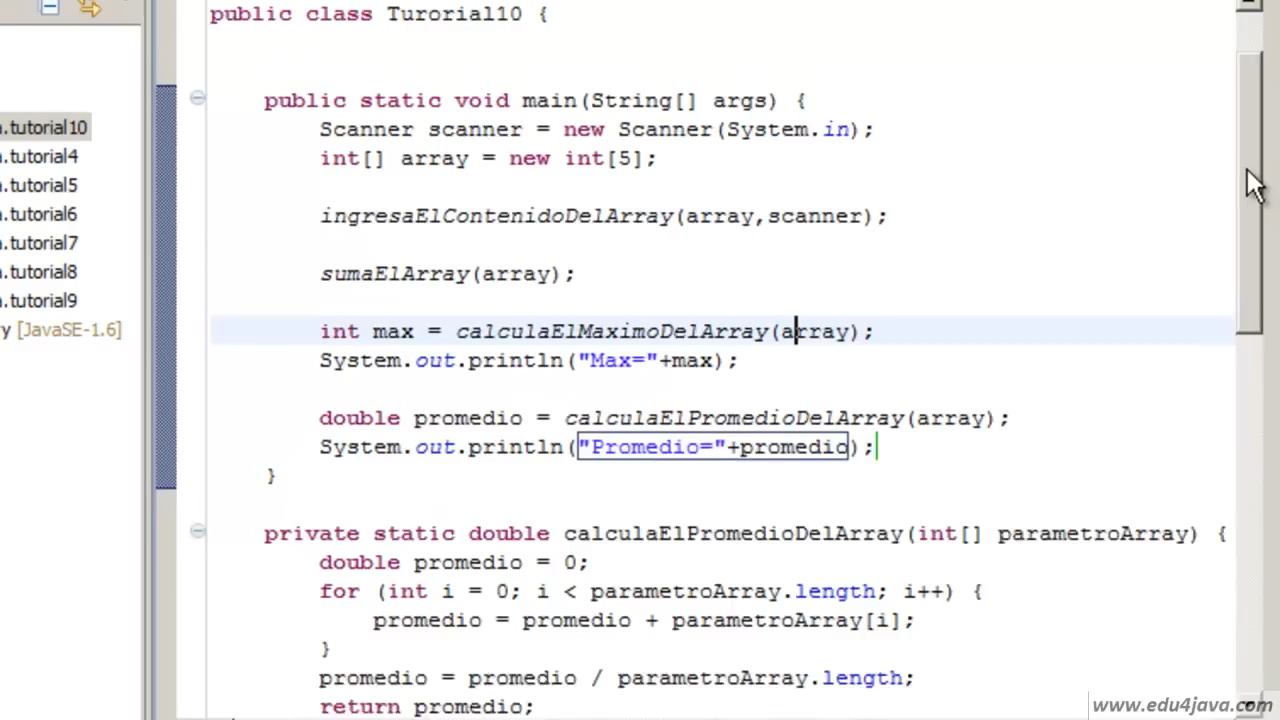 public class Turorial10 {
public static void main(String[] args) {
Scanner scanner = new Scanner(System.in);
int[] array = new int[5];
ingresaElContenidoDelArray(array,scanner);
sumaElArray(array);
int max = calculaElMaximoDelArray(array);
System.out.println("Max="+max);
double promedio = calculaElPromedioDelArray(array);
System.out.println("Promedio="+promedio);
}
private static double calculaElPromedioDelArray(int[] parametroArray) {
double promedio = 0;
for (int i = 0; i < parametroArray.length; i++) {
promedio = promedio + parametroArray[i];
}
promedio = promedio / parametroArray.length;
return promedio;
.tutorial10
.tutorial4
.tutorial5
.tutorial6
.tutorial7
.tutorial8
.tutorial9
[JavaSE-1.6]
www.edu4java.com